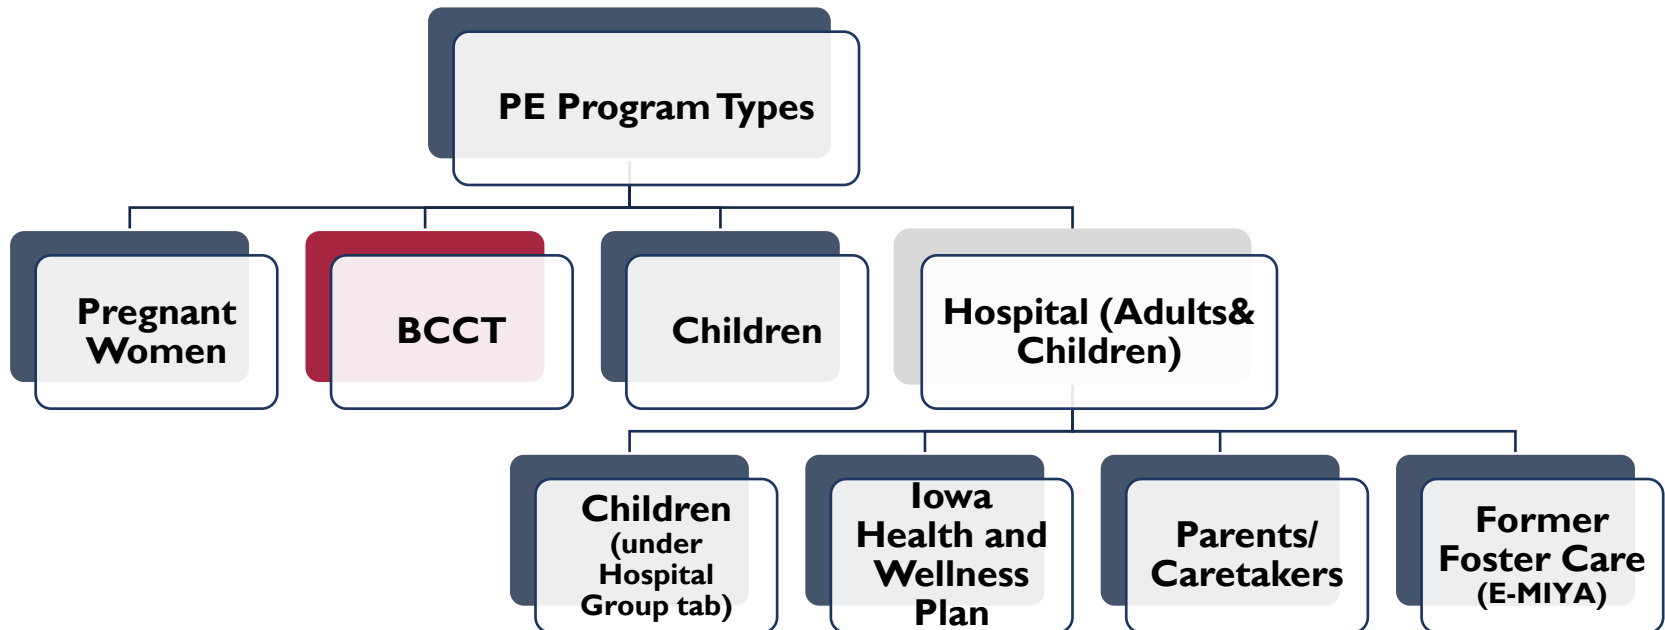 PE Program Types
Pregnant
Women
BCCT
Children
Hospital (Adults&
Children)
Children
(under
Hospital
Group tab)
Iowa
Health and
Wellness
Plan
Parents/
Caretakers
Former
Foster Care
(E-MIYA)